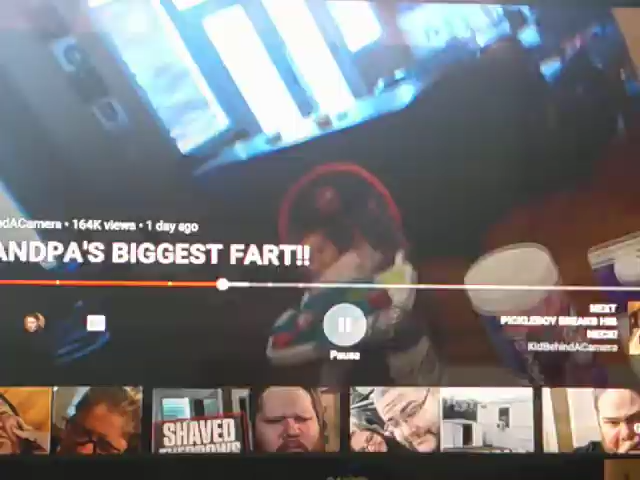 ndACamera • 164K views • 1 day ago
ANDPA'S BIGGEST FART!!
Pause
NEXT
PICKLEBOY BREAKS HIS
NECK!
KidBehindACamera
SHAVED